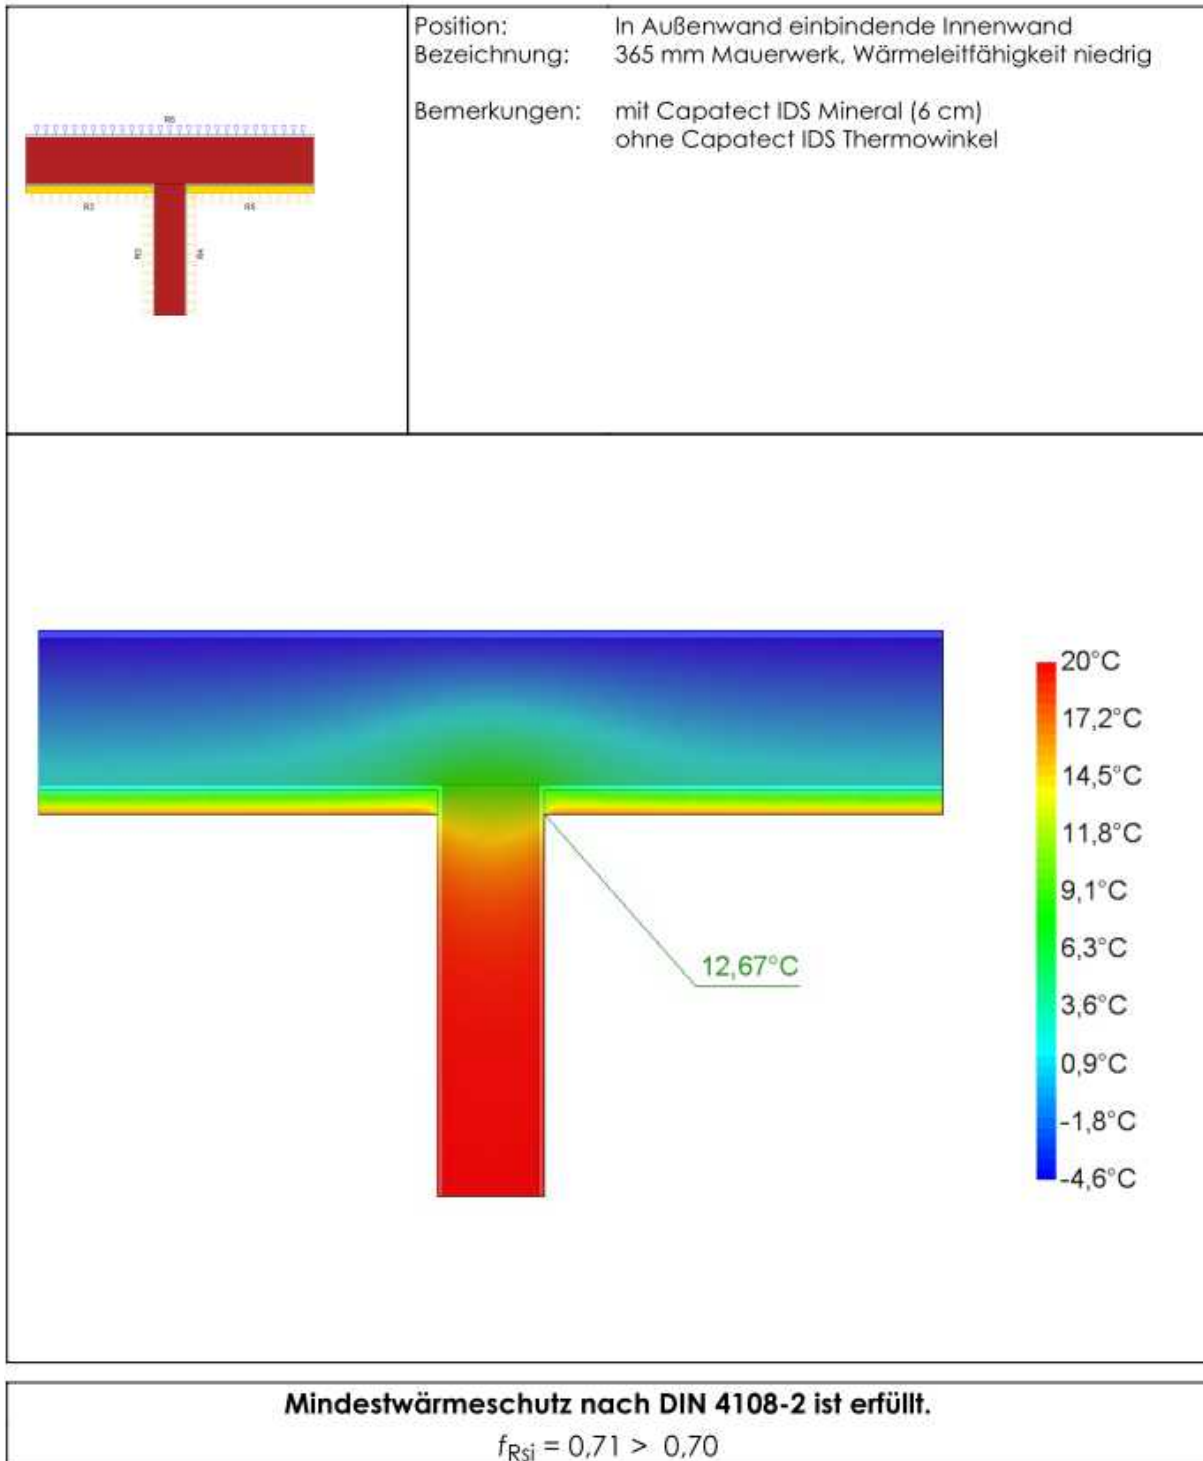 Position: In Außenwand einbindende Innenwand
Bezeichnung: 365 mm Mauerwerk, Wärmeleitfähigkeit niedrig
Bemerkungen: mit Capatect IDS Mineral (6 cm)
ohne Capatect IDS Thermowinkel
20°C
17,2°C
14,5°C
11,8°C
9,1°C
6,3°C
12,67°C
3,6°C
0,9°C
-1,8°C
-4,6°C
Mindestwärmeschutz nach DIN 4108-2 ist erfüllt.
fRsi = 0,71 > 0,70